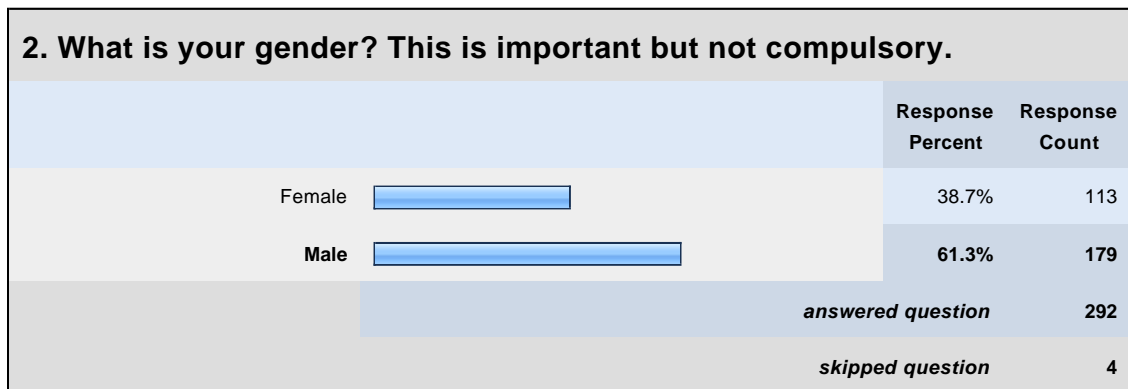 2. What is your gender? This is important but not compulsory.
Response Percent
Response Count
Female 38.7% 113
Male 61.3% 179
answered question 292
skipped question 4